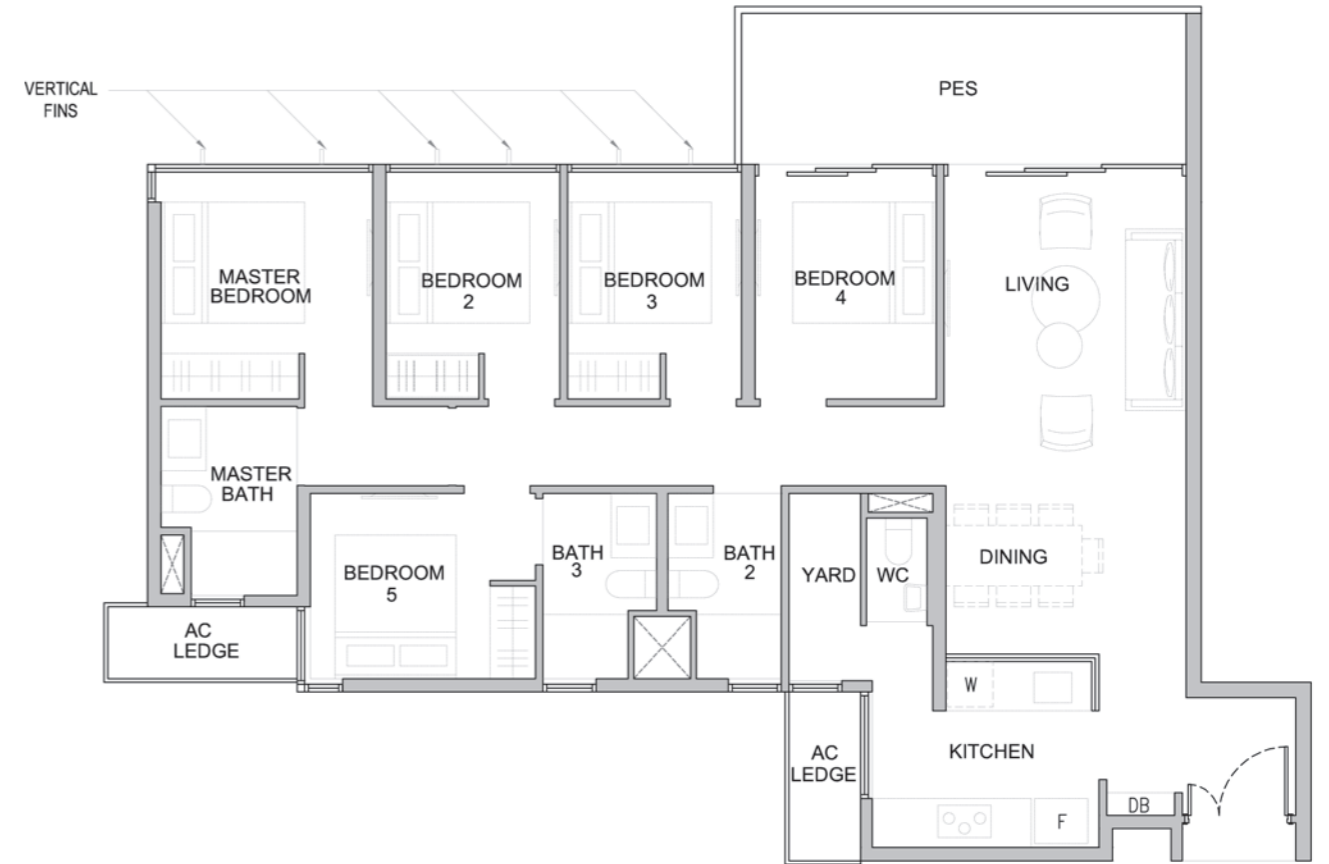 VERTICAL
FINS
PES
MASTER
BEDROOM
BEDROOM
2
BEDROOM
3
BEDROOM
4
LIVING
MASTER
BATH
BEDROOM
5
BATH
3
BATH
2
YARD
WC
DINING
AC
LEDGE
W
AC
LEDGE
KITCHEN
DB
F